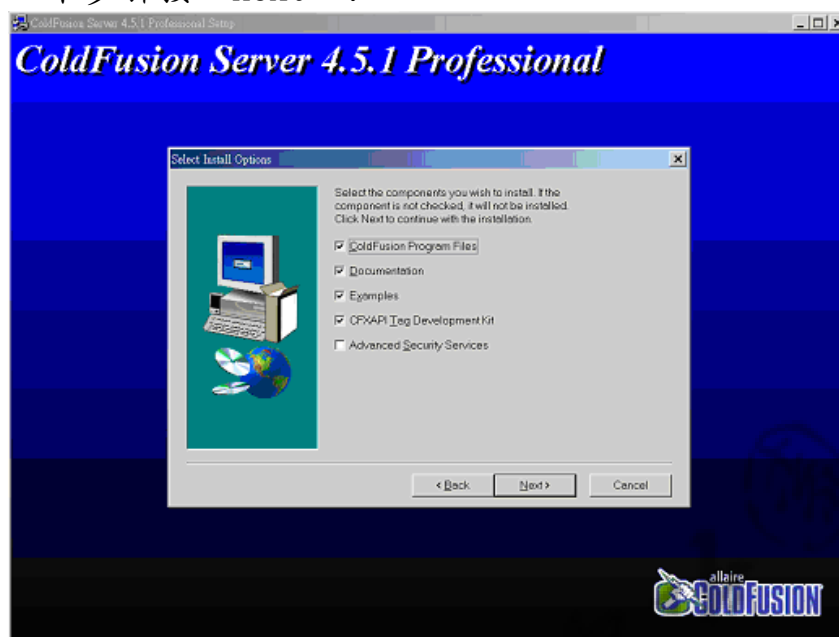 ColdFusion Server 4.5.1 Professional Setup
ColdFusion Server 4.5.1 Professional
Select Install Options
Select the components you wish to install. If the
component is not checked, it will not be installed.
Click Next to continue with the installation.
ColdFusion Program Files
Documentation
Examples
CFXAPI Tag Development Kit
Advanced Security Services
< Back
Next >
Cancel
allaire
COLDFUSION